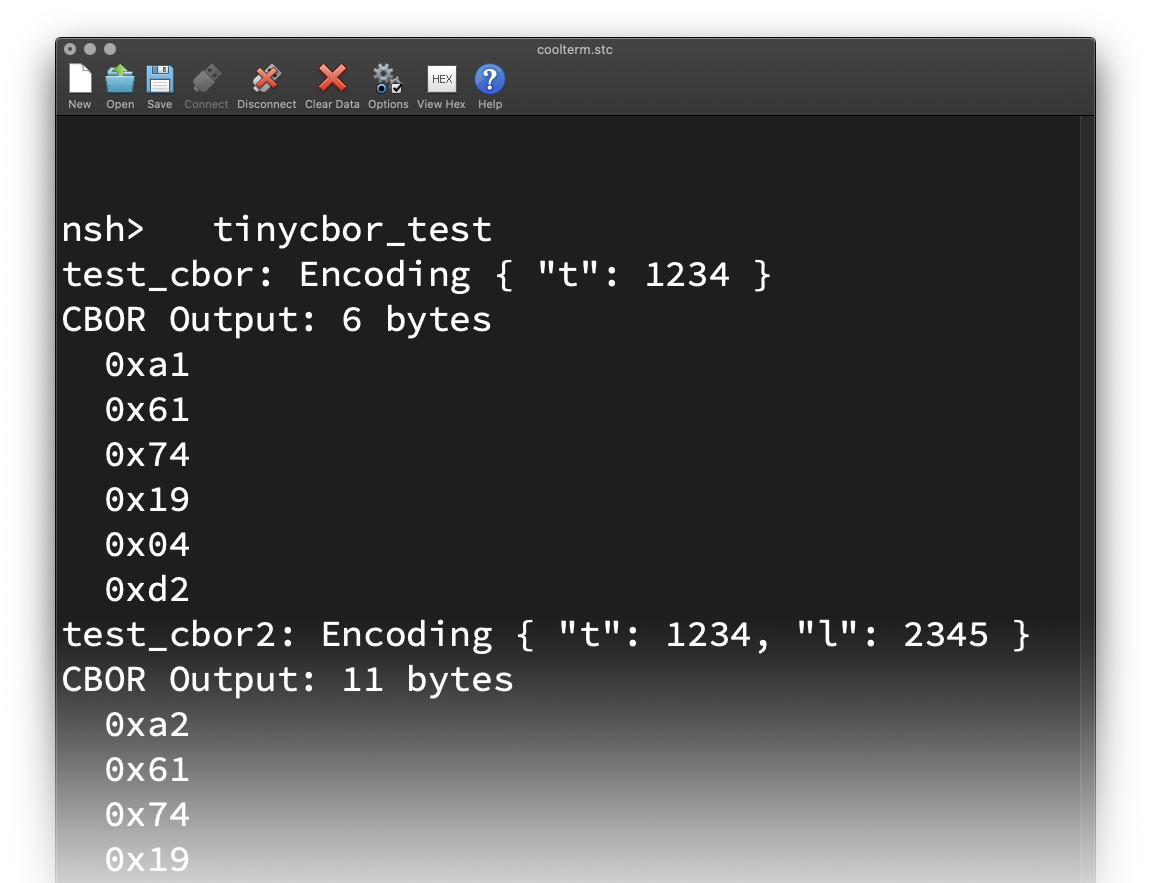 coolterm.stc
New Open Save Connect Disconnect Clear Data Options HEX View Hex ? Help
nsh>   tinycbor_test
test_cbor: Encoding { "t": 1234 }
CBOR Output: 6 bytes
  0xa1
  0x61
  0x74
  0x19
  0x04
  0xd2
test_cbor2: Encoding { "t": 1234, "l": 2345 }
CBOR Output: 11 bytes
  0xa2
  0x61
  0x74
  0x19